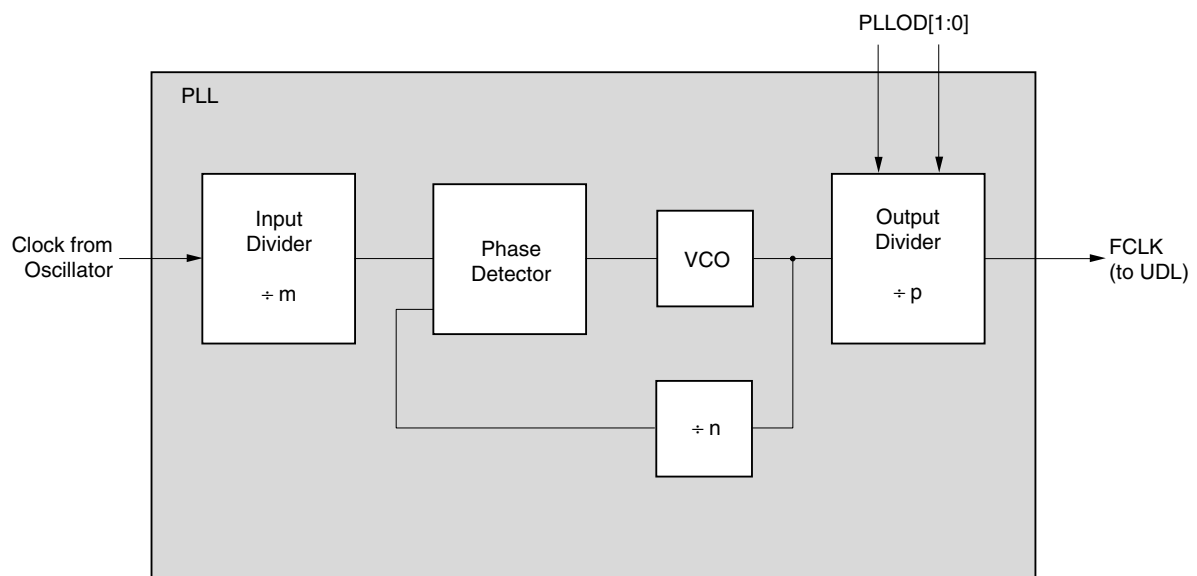 PLLOD[1:0]
PLL
Input
Divider
÷ m
Phase
Detector
VCO
Output
Divider
÷ p
Clock from
Oscillator
FCLK
(to UDL)
÷ n